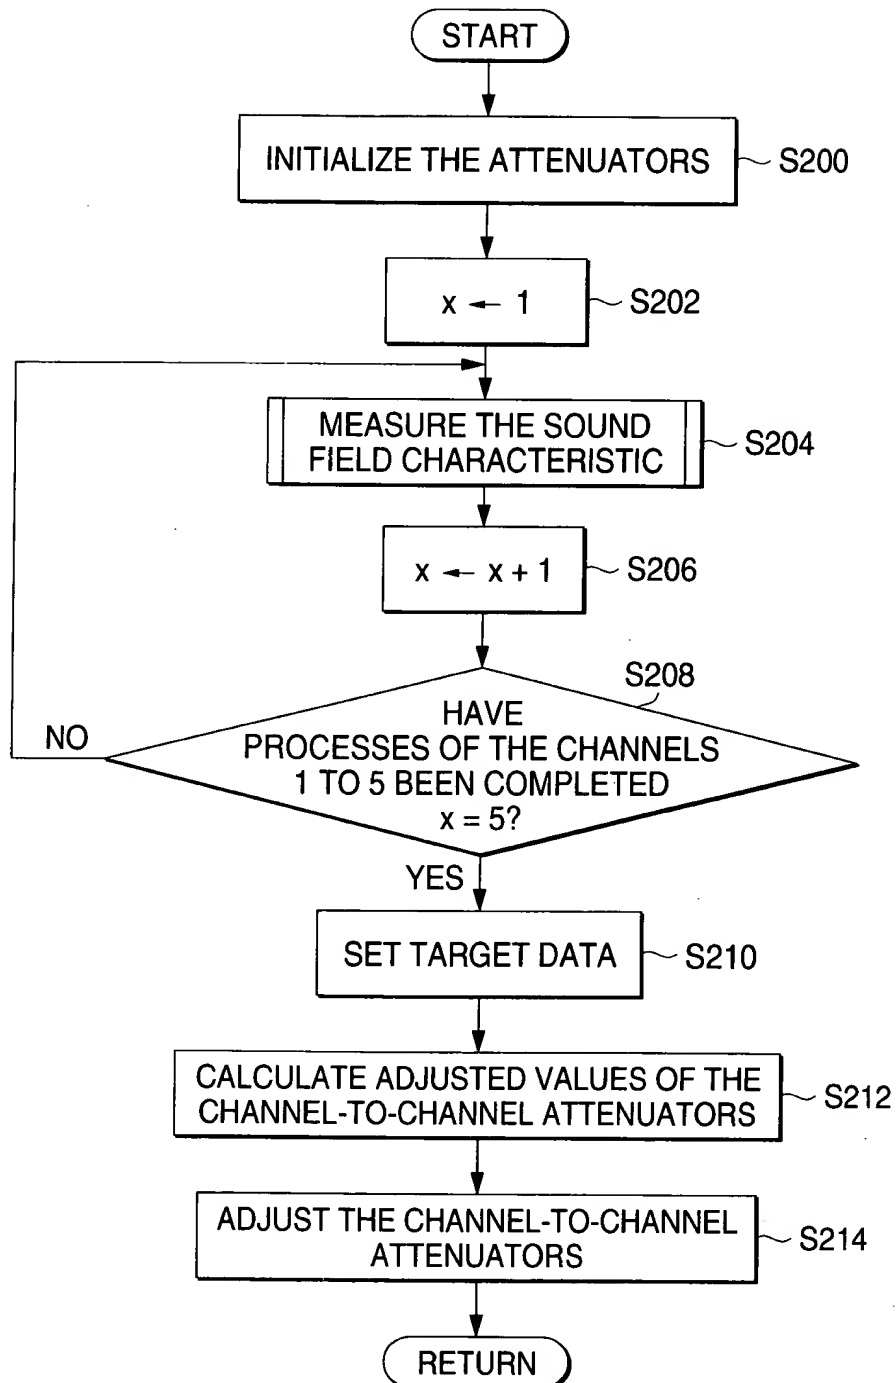 START
INITIALIZE THE ATTENUATORS
S200
x ← 1
S202
MEASURE THE SOUND
FIELD CHARACTERISTIC
S204
x ← x + 1
S206
S208
HAVE
PROCESSES OF THE CHANNELS
1 TO 5 BEEN COMPLETED
x = 5?
NO
YES
SET TARGET DATA
S210
CALCULATE ADJUSTED VALUES OF THE
CHANNEL-TO-CHANNEL ATTENUATORS
S212
ADJUST THE CHANNEL-TO-CHANNEL
ATTENUATORS
S214
RETURN